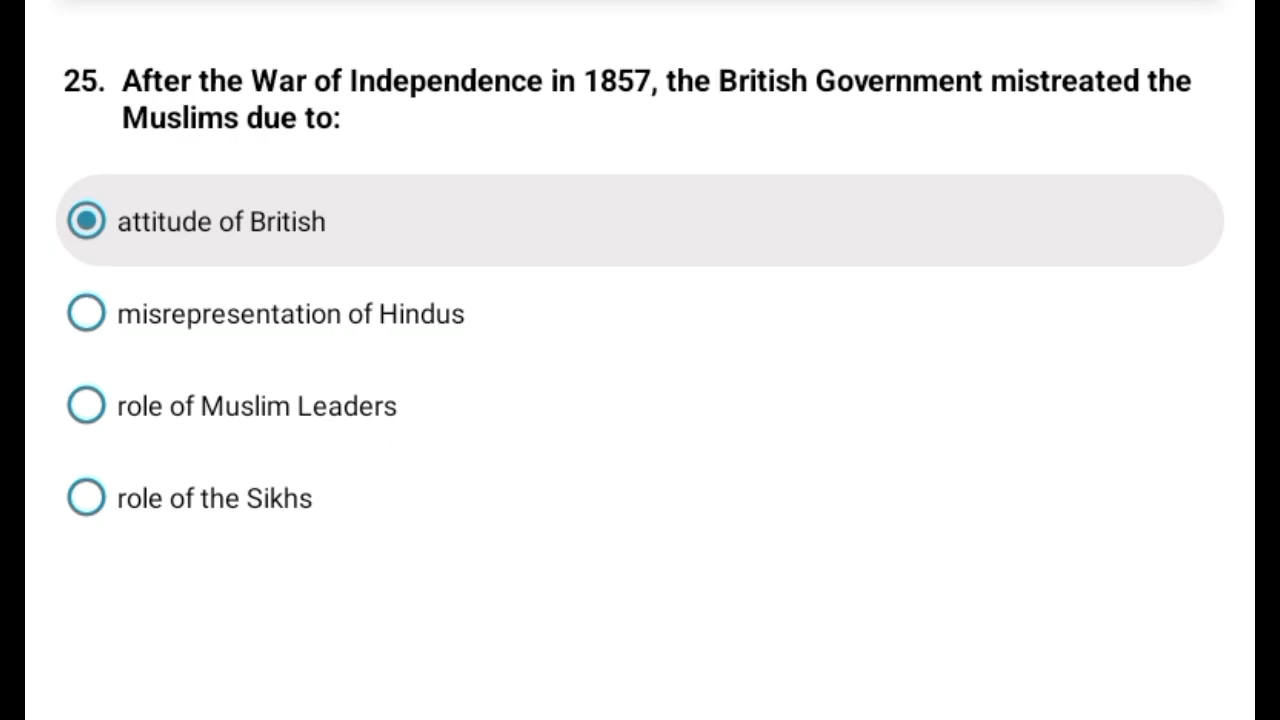 25. After the War of Independence in 1857, the British Government mistreated the
Muslims due to:
attitude of British
misrepresentation of Hindus
role of Muslim Leaders
role of the Sikhs